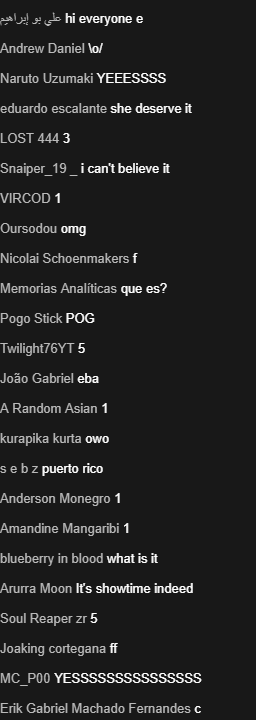 علي بو إبراهيم hi everyone e
Andrew Daniel \o/
Naruto Uzumaki YEEESSSS
eduardo escalante she deserve it
LOST 444 3
Snaiper_19 _ i can't believe it
VIRCOD 1
Oursodou omg
Nicolai Schoenmakers f
Memorias Analíticas que es?
Pogo Stick POG
Twilight76YT 5
João Gabriel eba
A Random Asian 1
kurapika kurta owo
s e b z puerto rico
Anderson Monegro 1
Amandine Mangaribi 1
blueberry in blood what is it
Arurra Moon It's showtime indeed
Soul Reaper zr 5
Joaking cortegana ff
MC_P00 YESSSSSSSSSSSSSSS
Erik Gabriel Machado Fernandes c